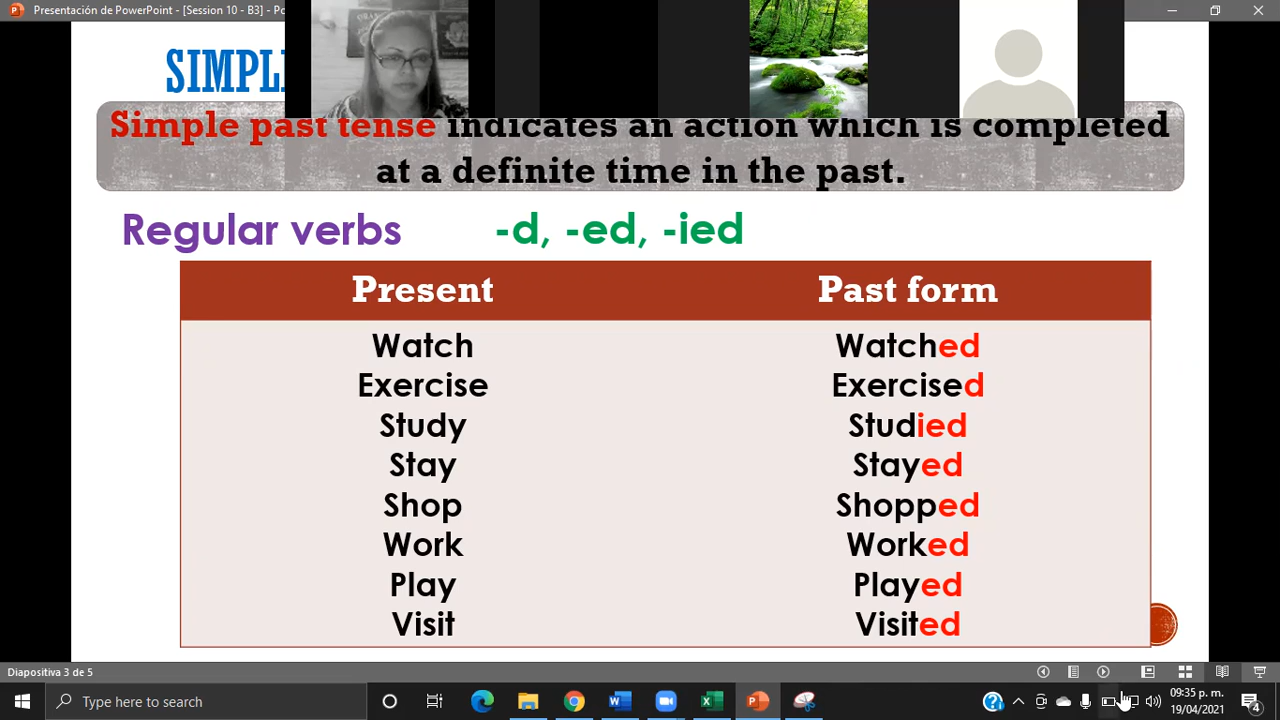 Presentación de PowerPoint - [Session 10 - B3] - Po
SIMPL
Simple past tense indicates an action which is completed
at a definite time in the past.
Regular verbs -d, -ed, -ied
Present Past form
Watch Watched
Exercise Exercised
Study Studied
Stay Stayed
Shop Shopped
Work Worked
Play Played
Visit Visited
Diapositiva 3 de 5
Type here to search
09:35 p. m.
19/04/2021
4